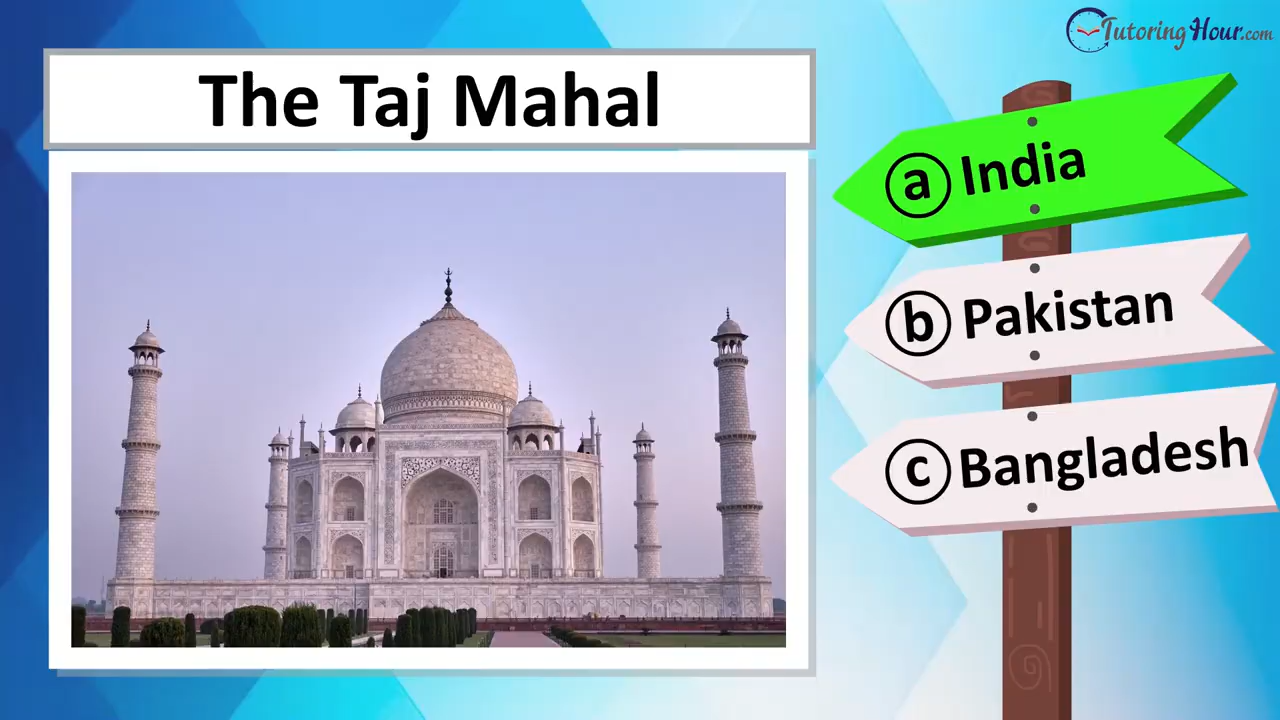 TutoringHour.com
The Taj Mahal
a India
b Pakistan
c Bangladesh